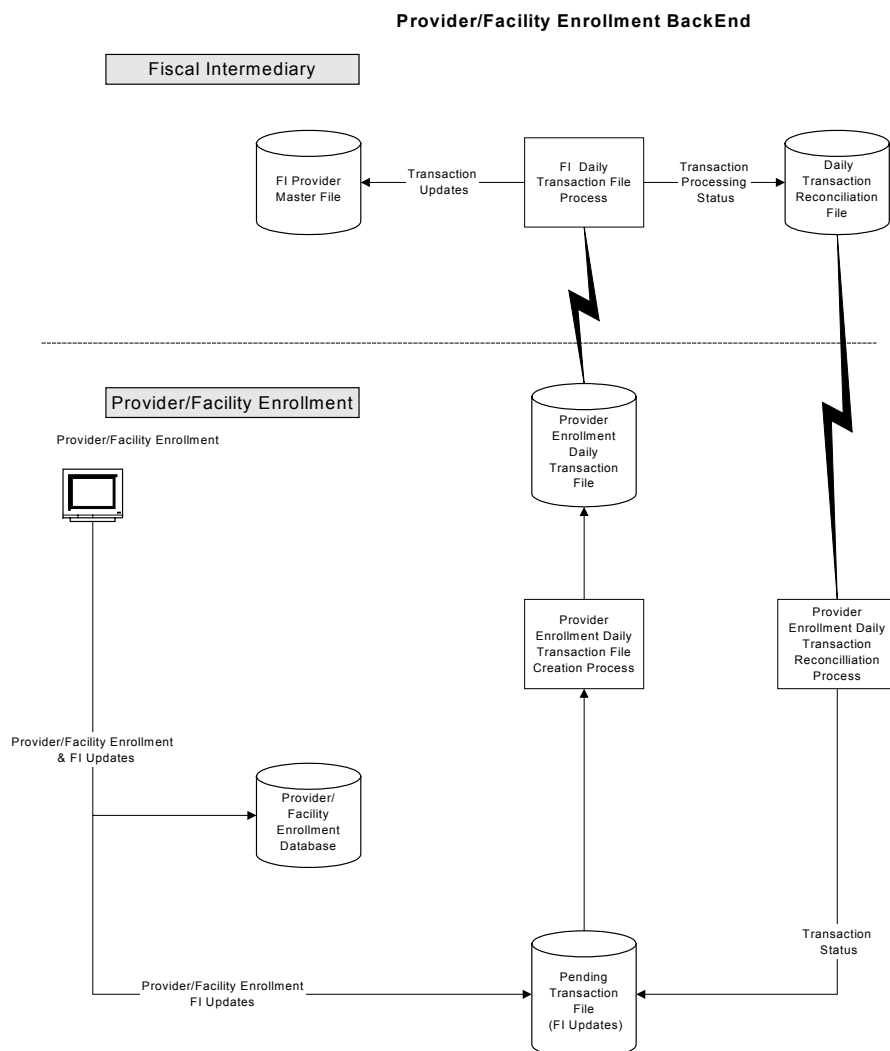 Provider/Facility Enrollment BackEnd
Fiscal Intermediary
FI Provider
Master File
Transaction
Updates
FI Daily
Transaction File
Process
Transaction
Processing
Status
Daily
Transaction
Reconciliation
File
Provider/Facility Enrollment
Provider/Facility Enrollment
Provider
Enrollment
Daily
Transaction
File
Provider
Enrollment Daily
Transaction File
Creation Process
Provider
Enrollment Daily
Transaction
Reconcilliation
Process
Provider/Facility Enrollment
& FI Updates
Provider/
Facility
Enrollment
Database
Transaction
Status
Provider/Facility Enrollment
FI Updates
Pending
Transaction
File
(FI Updates)